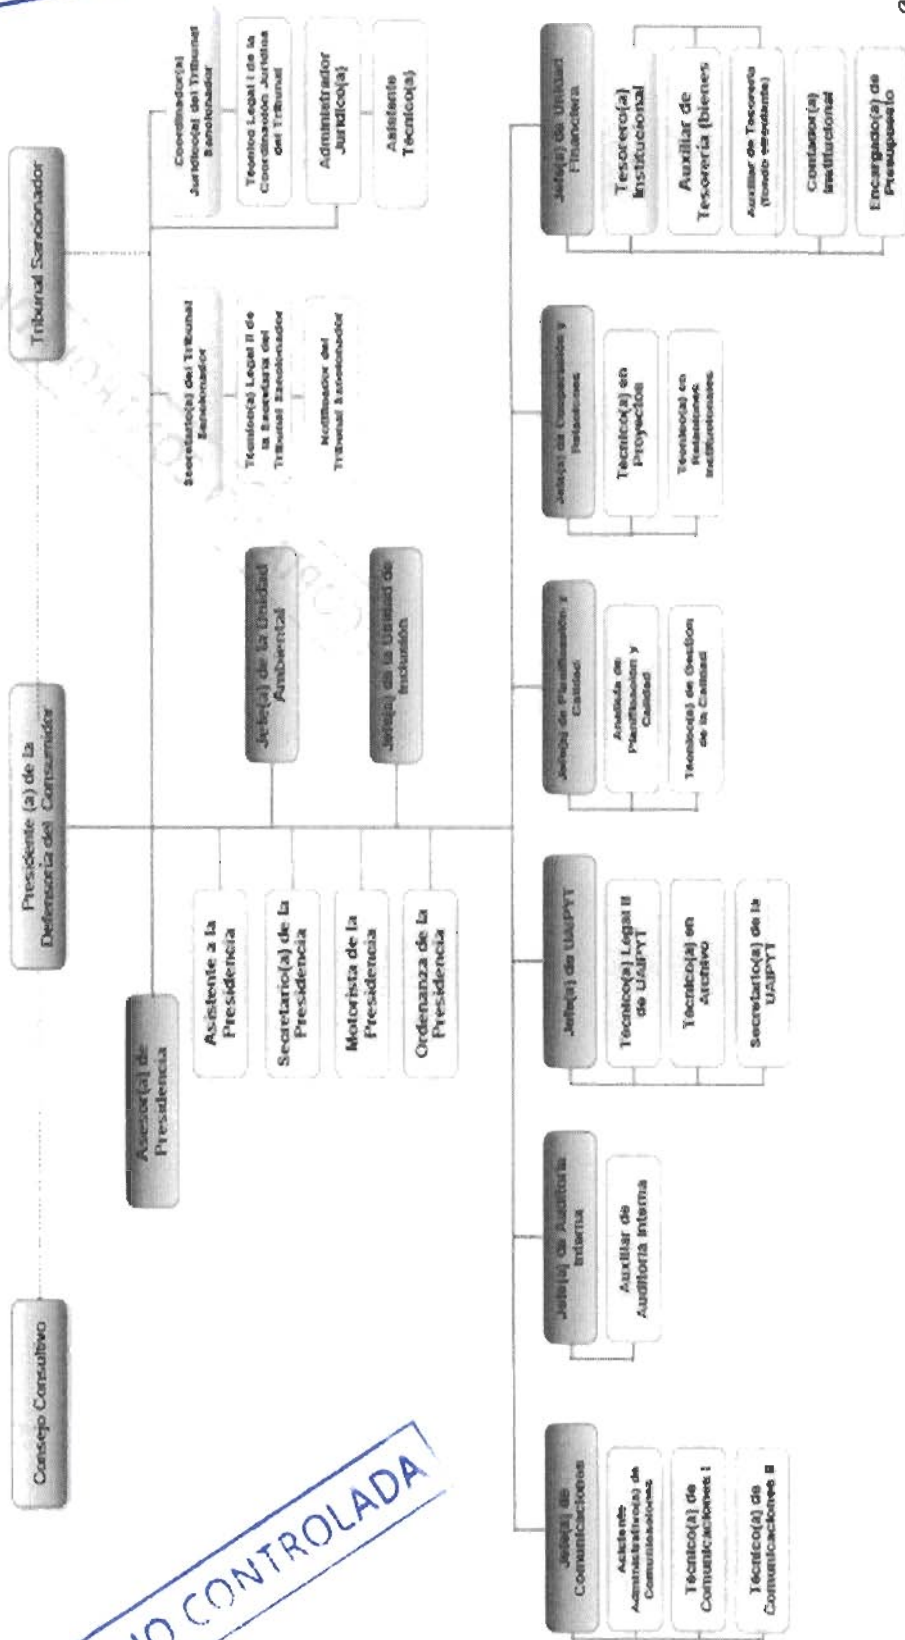 Consejo Consultivo
Presidente (a) de la
Defensoría del Consumidor
Tribunal Sancionador
Asesor(a) de
Presidencia
Asistente a la
Presidencia
Secretario(a) de la
Presidencia
Motorista de la
Presidencia
Ordenanza de la
Presidencia
Jefe(a) de la Unidad
Ambiental
Jefe(a) de la Unidad de
Inclusión
Secretario(a) del Tribunal
Sancionador
Técnico(a) Legal II de
la Secretaría del
Tribunal Sancionador
Notificador del
Tribunal Sancionador
Coordinador(a)
Jurídico(a) del Tribunal
Sancionador
Técnico Legal I de la
Coordinación Jurídica
del Tribunal
Administrador
Jurídico(a)
Asistente
Técnico(a)
Jefe(a) de
Comunicaciones
Asistente
Administrativo(a) de
Comunicaciones
Técnico(a) de
Comunicaciones I
Técnico(a) de
Comunicaciones II
Jefe(a) de Auditoría
Interna
Auxiliar de
Auditoría Interna
Jefe(a) de UAIPYT
Técnico(a) Legal II
de UAIPYT
Técnico(a) en
Archivo
Secretario(a) de la
UAIPYT
Jefe(a) de Planificación y
Calidad
Analista de
Planificación y
Calidad
Técnico(a) de Gestión
de la Calidad
Jefe(a) de Cooperación y
Relaciones
Técnico(a) en
Proyectos
Técnico(a) en
Relaciones
Institucionales
Jefe(a) de Unidad
Financiera
Tesorero(a)
Institucional
Auxiliar de
Tesorería (bienes
Auxiliar de Tesorería
(fondo circulante)
Contador(a)
Institucional
Encargado(a) de
Presupuesto
NO CONTROLADA